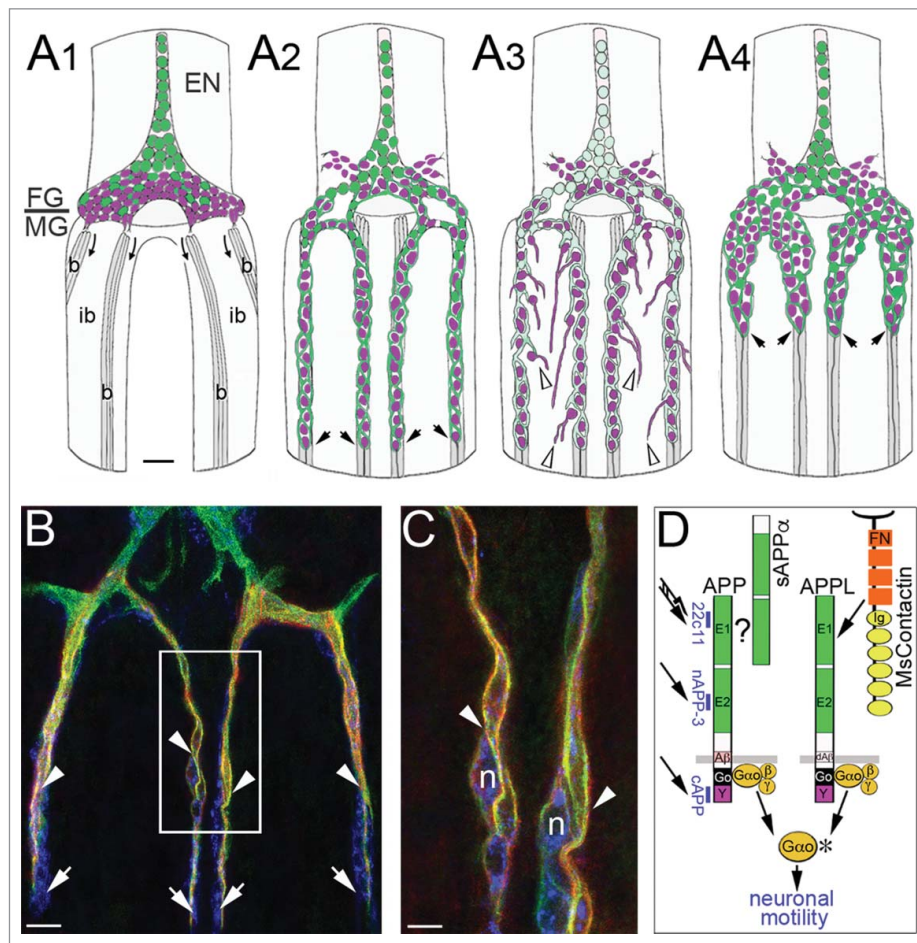 A1
A2
A3
A4
EN
FG
MG
b
b
ib
ib
b
b
B
C
n
n
D
sAPPα
FN
APP
APPL
22c11
E1
?
E1
Ig
MsContactin
nAPP-3
E2
E2
Aβ
dAβ
cAPP
Go
Gαo
β
γ
Go
Gαo
β
γ
Y
Y
Gαo *
neuronal
motility